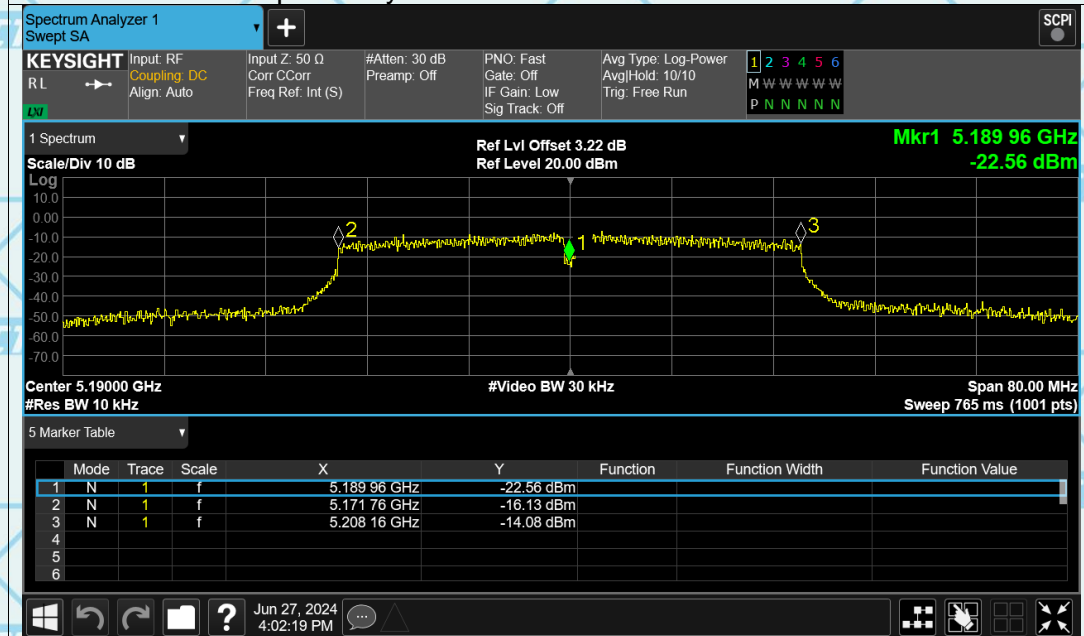 Spectrum Analyzer 1
Swept SA
+
SCPI
KEYSIGHT
RL
LXI
Input: RF
Coupling: DC
Align: Auto
Input Z: 50 Ω
Corr CCorr
Freq Ref: Int (S)
#Atten: 30 dB
Preamp: Off
PNO: Fast
Gate: Off
IF Gain: Low
Sig Track: Off
Avg Type: Log-Power
Avg|Hold: 10/10
Trig: Free Run
1 2 3 4 5 6
M W W W W W
P N N N N N
1 Spectrum
Scale/Div 10 dB
Ref Lvl Offset 3.22 dB
Ref Level 20.00 dBm
Mkr1 5.189 96 GHz
-22.56 dBm
Log
10.0
0.00
-10.0
-20.0
-30.0
-40.0
-50.0
-60.0
-70.0
2
1
3
Center 5.19000 GHz
#Video BW 30 kHz
Span 80.00 MHz
#Res BW 10 kHz
Sweep 765 ms (1001 pts)
5 Marker Table
Mode Trace Scale X Y Function Function Width Function Value
1 N 1 f 5.189 96 GHz -22.56 dBm
2 N 1 f 5.171 76 GHz -16.13 dBm
3 N 1 f 5.208 16 GHz -14.08 dBm
4
5
6
?
Jun 27, 2024
4:02:19 PM